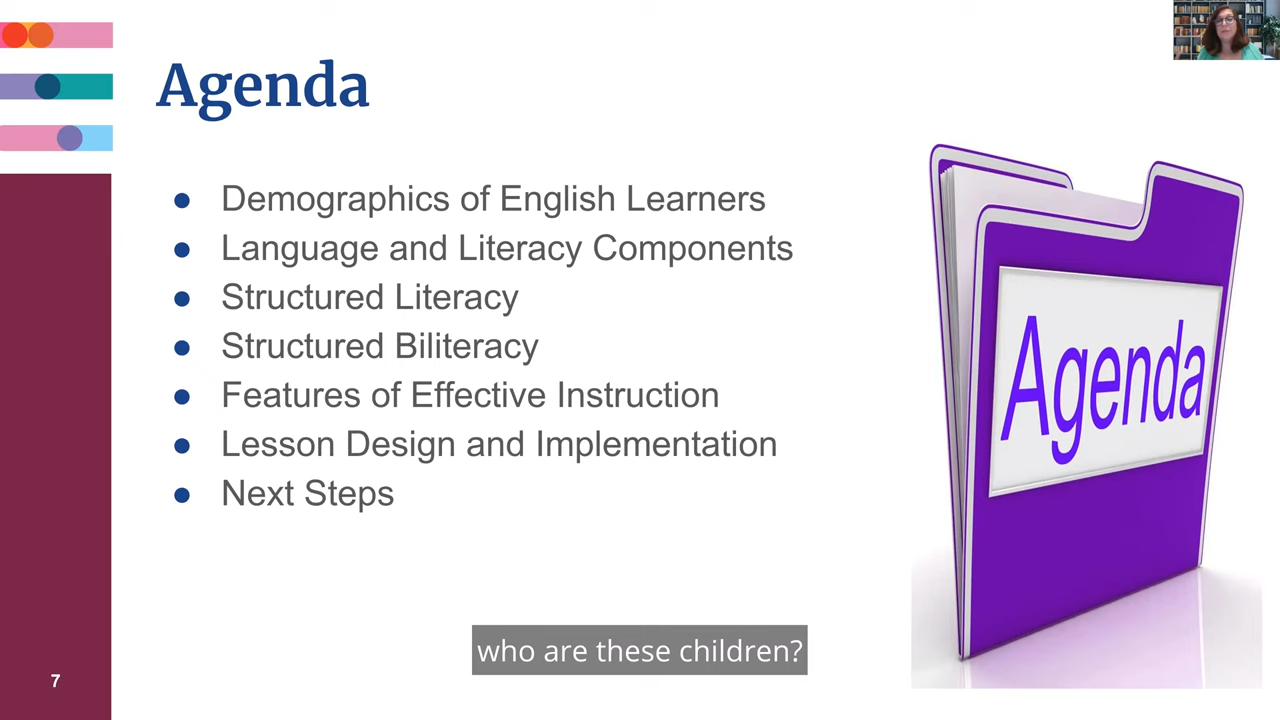 Agenda
Demographics of English Learners
Language and Literacy Components
Structured Literacy
Structured Biliteracy
Features of Effective Instruction
Lesson Design and Implementation
Next Steps
Agenda
who are these children?
7